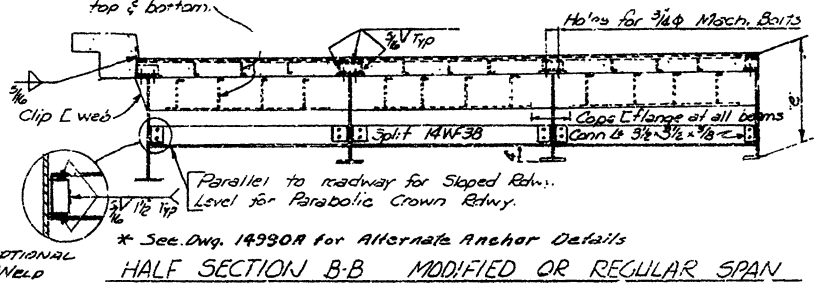 top & bottom.
5/16 Typ
Holes for 3/4φ Mach. Bolts
5/16
Clip [ web
Cope [ flange at all beams
Split 14WF38
Conn Ls 3½ x 3½ x 3/8
e
Parallel to roadway for Sloped Rdwy.
Level for Parabolic Crown Rdwy.
5/16 1½ Typ
* See Dwg. 14990A for Alternate Anchor Details
OPTIONAL
WELD
HALF SECTION B-B MODIFIED OR REGULAR SPAN